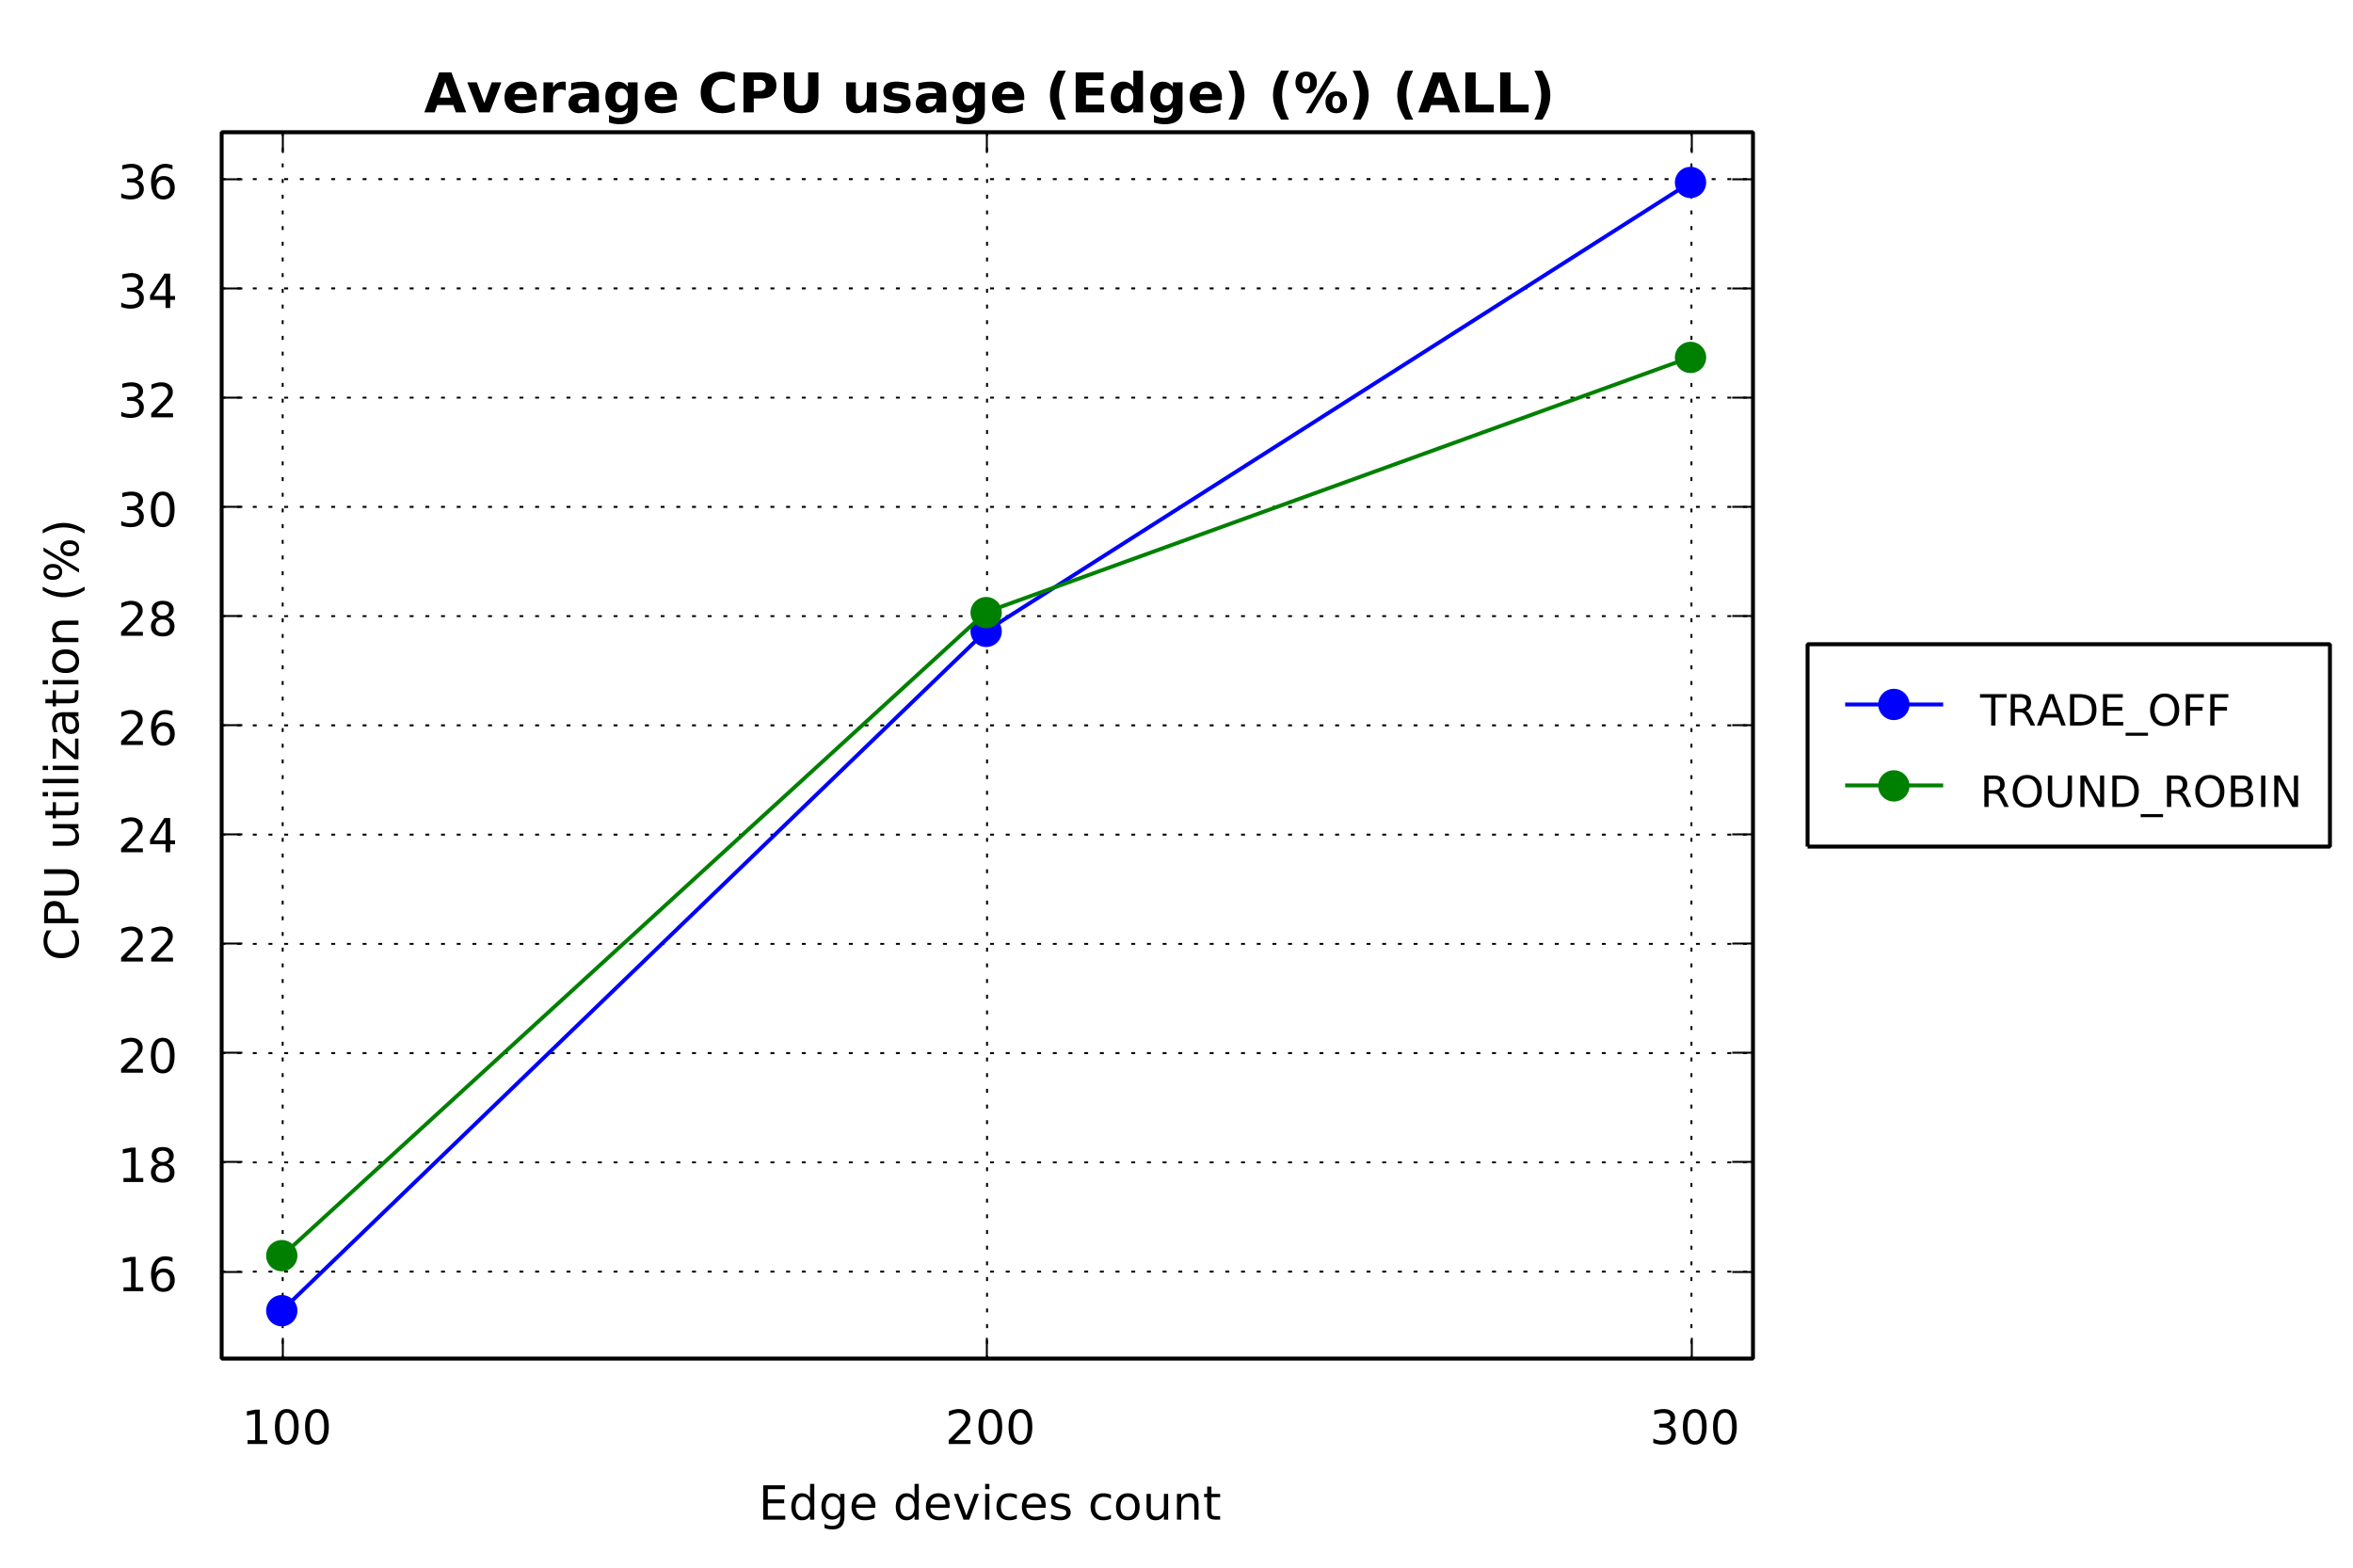 Average CPU usage (Edge) (%) (ALL)
36
34
32
30
28
26
24
22
20
18
16
CPU utilization (%)
100 200 300
Edge devices count
TRADE_OFF
ROUND_ROBIN